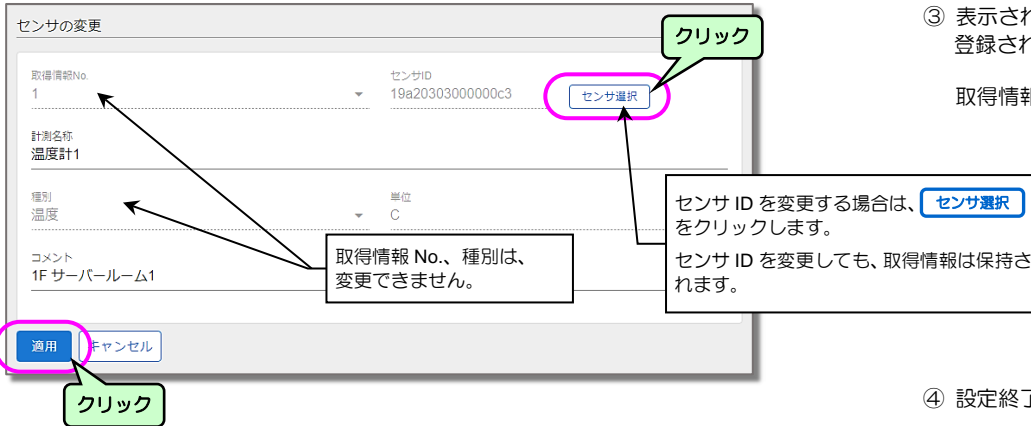 センサの変更
クリック
取得情報No.
1
センサID
19a20303000000c3
センサ選択
計測名称
温度計1
種別
温度
単位
C
コメント
1F サーバールーム1
取得情報 No.、種別は、
変更できません。
センサ ID を変更する場合は、 センサ選択
をクリックします。
センサ ID を変更しても、取得情報は保持さ
れます。
適用
キャンセル
クリック
③ 表示され
登録され
取得情報
④ 設定終了